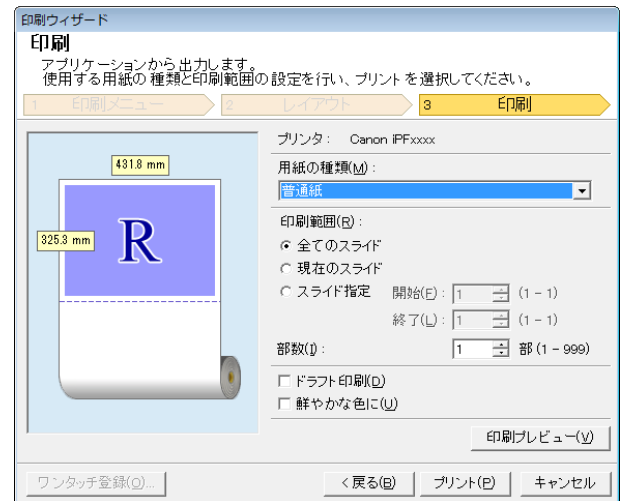 印刷ウィザード
印刷
アプリケーションから出力します。
使用する用紙の種類と印刷範囲の設定を行い、プリントを選択してください。
1 印刷メニュー 2 レイアウト 3 印刷
プリンタ: Canon iPFxxxx
431.8 mm
用紙の種類(M):
普通紙
R
325.3 mm
印刷範囲(R):
全てのスライド
現在のスライド
スライド指定 開始(F): 1 (1 - 1)
終了(L): 1 (1 - 1)
部数(I): 1 部 (1 - 999)
ドラフト印刷(D)
鮮やかな色に(U)
印刷プレビュー(V)
ワンタッチ登録(O)... < 戻る(B) プリント(P) キャンセル